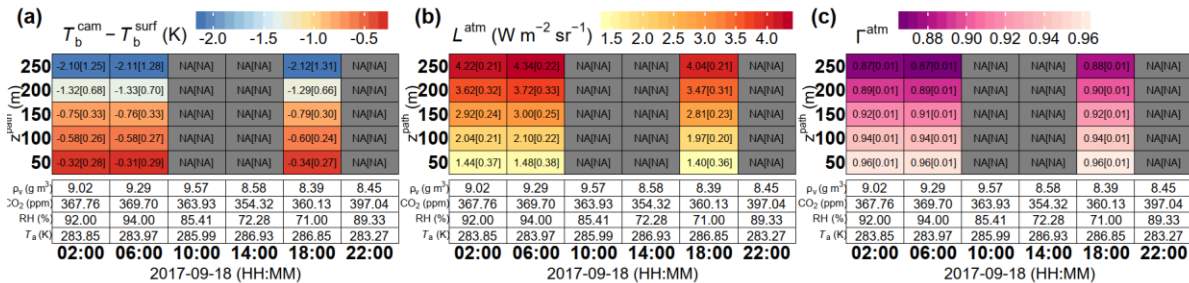 (a) T_b^cam − T_b^surf (K) -2.0 -1.5 -1.0 -0.5
250 -2.10[1.25] -2.11[1.28] NA[NA] NA[NA] -2.12[1.31] NA[NA]
200 -1.32[0.68] -1.33[0.70] NA[NA] NA[NA] -1.29[0.66] NA[NA]
150 -0.75[0.33] -0.76[0.33] NA[NA] NA[NA] -0.79[0.30] NA[NA]
100 -0.58[0.26] -0.58[0.27] NA[NA] NA[NA] -0.60[0.24] NA[NA]
50 -0.32[0.28] -0.31[0.29] NA[NA] NA[NA] -0.34[0.27] NA[NA]
z^path (m)
ρ_v (g m³) 9.02 9.29 9.57 8.58 8.39 8.45
CO₂ (ppm) 367.76 369.70 363.93 354.32 360.13 397.04
RH (%) 92.00 94.00 85.41 72.28 71.00 89.33
T_a (K) 283.85 283.97 285.99 286.93 286.85 283.27
02:00 06:00 10:00 14:00 18:00 22:00
2017-09-18 (HH:MM)
(b) L^atm (W m⁻² sr⁻¹) 1.5 2.0 2.5 3.0 3.5 4.0
250 4.22[0.21] 4.34[0.22] NA[NA] NA[NA] 4.04[0.21] NA[NA]
200 3.62[0.32] 3.72[0.33] NA[NA] NA[NA] 3.47[0.31] NA[NA]
150 2.92[0.24] 3.00[0.25] NA[NA] NA[NA] 2.81[0.23] NA[NA]
100 2.04[0.21] 2.10[0.22] NA[NA] NA[NA] 1.97[0.20] NA[NA]
50 1.44[0.37] 1.48[0.38] NA[NA] NA[NA] 1.40[0.36] NA[NA]
z^path (m)
ρ_v (g m³) 9.02 9.29 9.57 8.58 8.39 8.45
CO₂ (ppm) 367.76 369.70 363.93 354.32 360.13 397.04
RH (%) 92.00 94.00 85.41 72.28 71.00 89.33
T_a (K) 283.85 283.97 285.99 286.93 286.85 283.27
02:00 06:00 10:00 14:00 18:00 22:00
2017-09-18 (HH:MM)
(c) Γ^atm 0.88 0.90 0.92 0.94 0.96
250 0.87[0.01] 0.87[0.01] NA[NA] NA[NA] 0.88[0.01] NA[NA]
200 0.89[0.01] 0.89[0.01] NA[NA] NA[NA] 0.90[0.01] NA[NA]
150 0.92[0.01] 0.91[0.01] NA[NA] NA[NA] 0.92[0.01] NA[NA]
100 0.94[0.01] 0.94[0.01] NA[NA] NA[NA] 0.94[0.01] NA[NA]
50 0.96[0.01] 0.96[0.01] NA[NA] NA[NA] 0.96[0.01] NA[NA]
z^path (m)
ρ_v (g m³) 9.02 9.29 9.57 8.58 8.39 8.45
CO₂ (ppm) 367.76 369.70 363.93 354.32 360.13 397.04
RH (%) 92.00 94.00 85.41 72.28 71.00 89.33
T_a (K) 283.85 283.97 285.99 286.93 286.85 283.27
02:00 06:00 10:00 14:00 18:00 22:00
2017-09-18 (HH:MM)